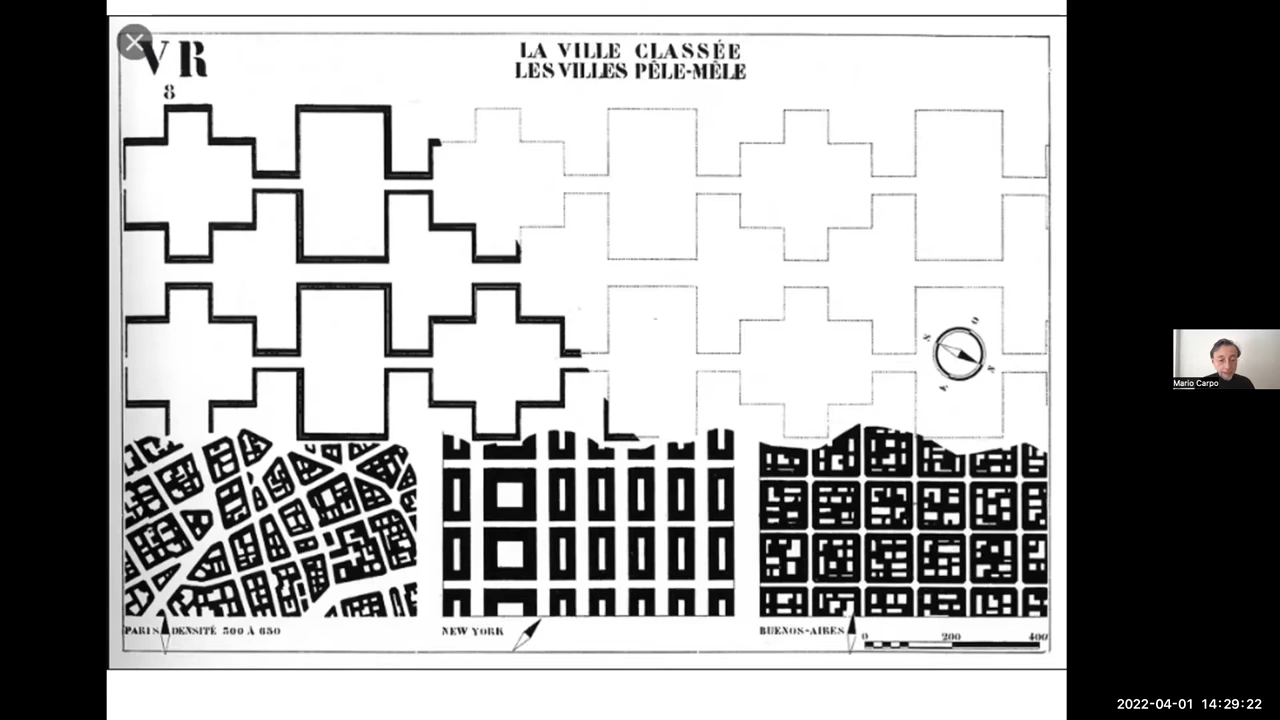 VR
8
LA VILLE CLASSÉE
LES VILLES PÊLE-MÊLE
PARIS DENSITÉ 500 À 650
NEW YORK
BUENOS-AIRES
0 200 400
Mario Carpo
2022-04-01 14:29:22